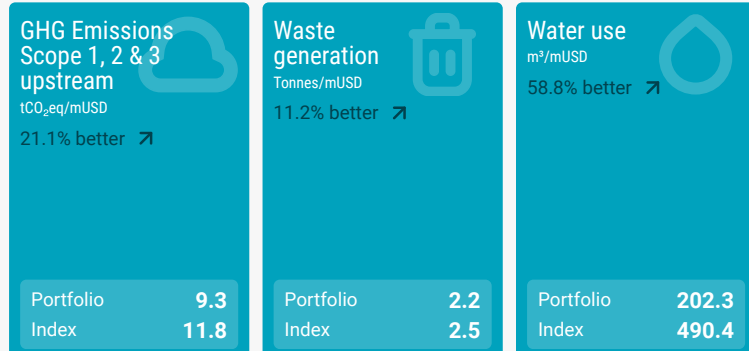 GHG Emissions
Scope 1, 2 & 3
upstream
tCO₂eq/mUSD
21.1% better
Portfolio 9.3
Index 11.8
Waste
generation
Tonnes/mUSD
11.2% better
Portfolio 2.2
Index 2.5
Water use
m³/mUSD
58.8% better
Portfolio 202.3
Index 490.4